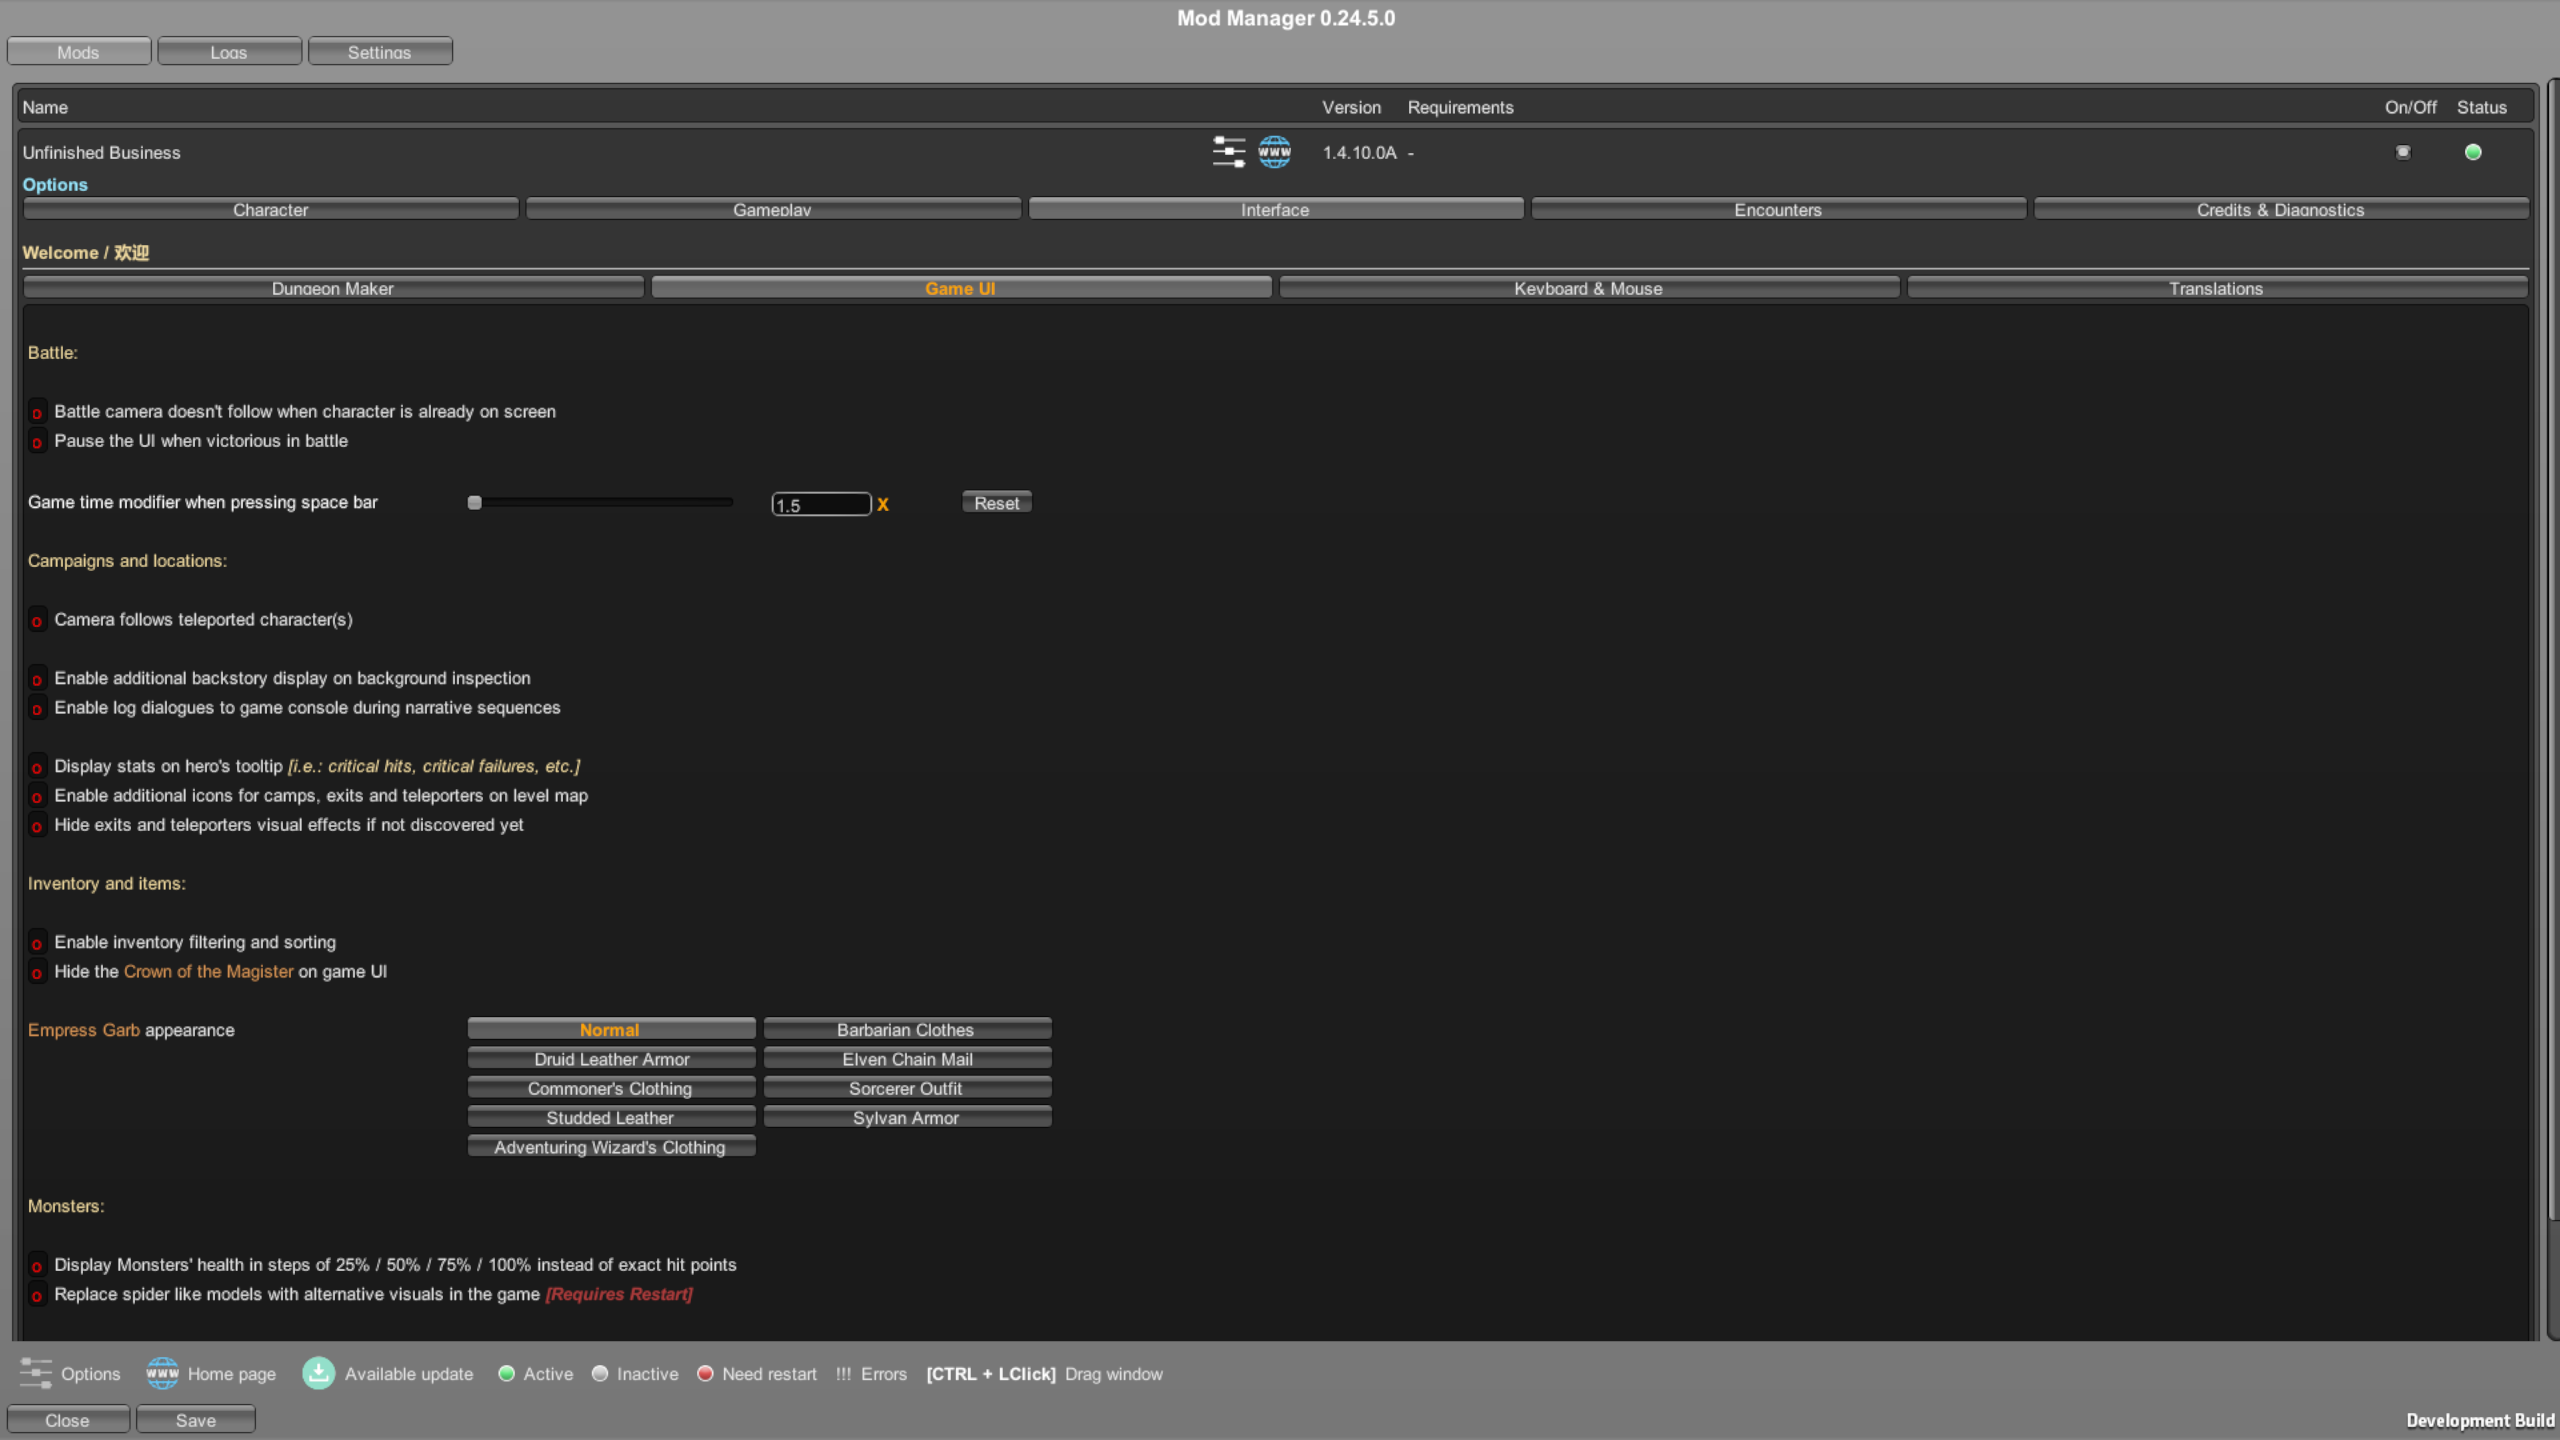 Mod Manager 0.24.5.0
Mods Logs Settings
Name Version Requirements On/Off Status
Unfinished Business www 1.4.10.0A -
Options
Character Gameplay Interface Encounters Credits & Diagnostics
Welcome / 欢迎
Dungeon Maker Game UI Keyboard & Mouse Translations
Battle:
Battle camera doesn't follow when character is already on screen
Pause the UI when victorious in battle
Game time modifier when pressing space bar 1.5 X Reset
Campaigns and locations:
Camera follows teleported character(s)
Enable additional backstory display on background inspection
Enable log dialogues to game console during narrative sequences
Display stats on hero's tooltip [i.e.: critical hits, critical failures, etc.]
Enable additional icons for camps, exits and teleporters on level map
Hide exits and teleporters visual effects if not discovered yet
Inventory and items:
Enable inventory filtering and sorting
Hide the Crown of the Magister on game UI
Empress Garb appearance Normal Barbarian Clothes
Druid Leather Armor Elven Chain Mail
Commoner's Clothing Sorcerer Outfit
Studded Leather Sylvan Armor
Adventuring Wizard's Clothing
Monsters:
Display Monsters' health in steps of 25% / 50% / 75% / 100% instead of exact hit points
Replace spider like models with alternative visuals in the game [Requires Restart]
Options www Home page Available update Active Inactive Need restart !!! Errors [CTRL + LClick] Drag window
Close Save
Development Build